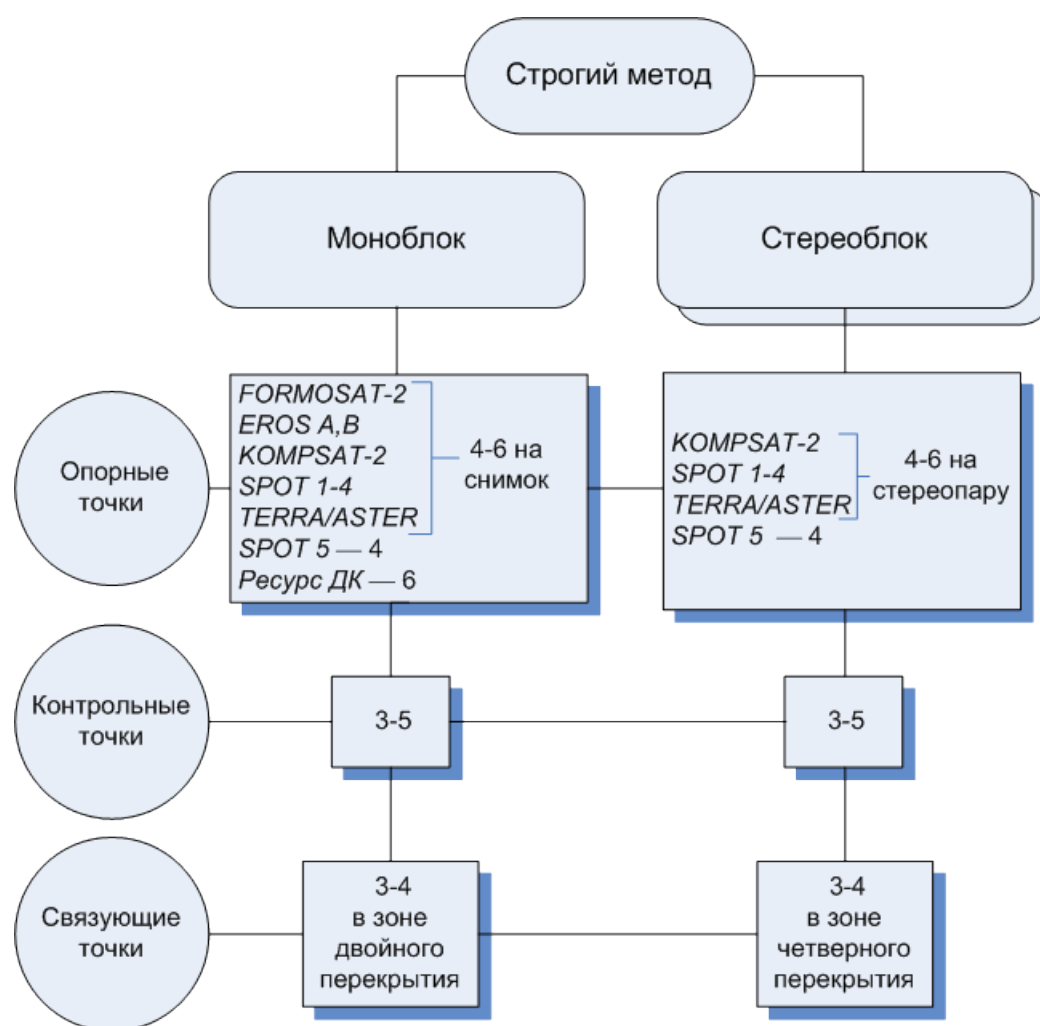 Строгий метод
Моноблок
Стереоблок
Опорные
точки
FORMOSAT-2
EROS A,B
KOMPSAT-2
SPOT 1-4
TERRA/ASTER
SPOT 5 — 4
Ресурс ДК — 6
4-6 на
снимок
KOMPSAT-2
SPOT 1-4
TERRA/ASTER
SPOT 5 — 4
4-6 на
стереопару
Контрольные
точки
3-5
3-5
Связующие
точки
3-4
в зоне
двойного
перекрытия
3-4
в зоне
четверного
перекрытия